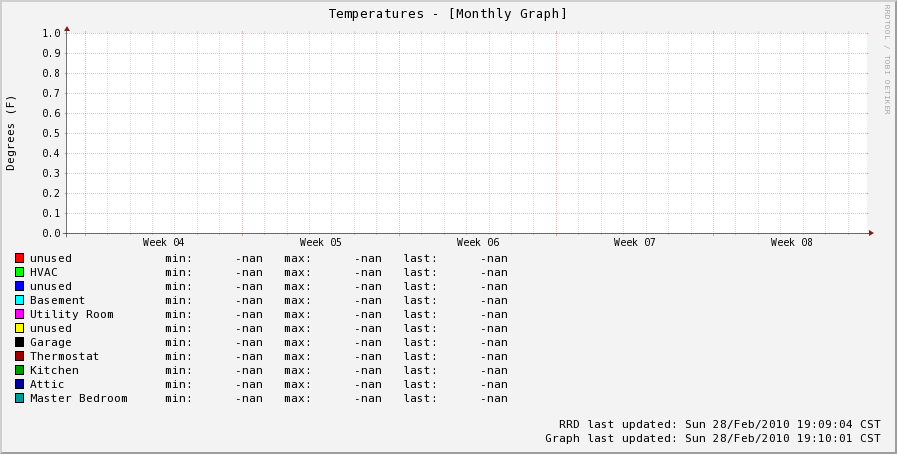 Temperatures - [Monthly Graph]
RRDTOOL / TOBI OETIKER
Degrees (F)
1.0
0.9
0.8
0.7
0.6
0.5
0.4
0.3
0.2
0.1
0.0
Week 04 Week 05 Week 06 Week 07 Week 08
unused min: -nan max: -nan last: -nan
HVAC min: -nan max: -nan last: -nan
unused min: -nan max: -nan last: -nan
Basement min: -nan max: -nan last: -nan
Utility Room min: -nan max: -nan last: -nan
unused min: -nan max: -nan last: -nan
Garage min: -nan max: -nan last: -nan
Thermostat min: -nan max: -nan last: -nan
Kitchen min: -nan max: -nan last: -nan
Attic min: -nan max: -nan last: -nan
Master Bedroom min: -nan max: -nan last: -nan
RRD last updated: Sun 28/Feb/2010 19:09:04 CST
Graph last updated: Sun 28/Feb/2010 19:10:01 CST